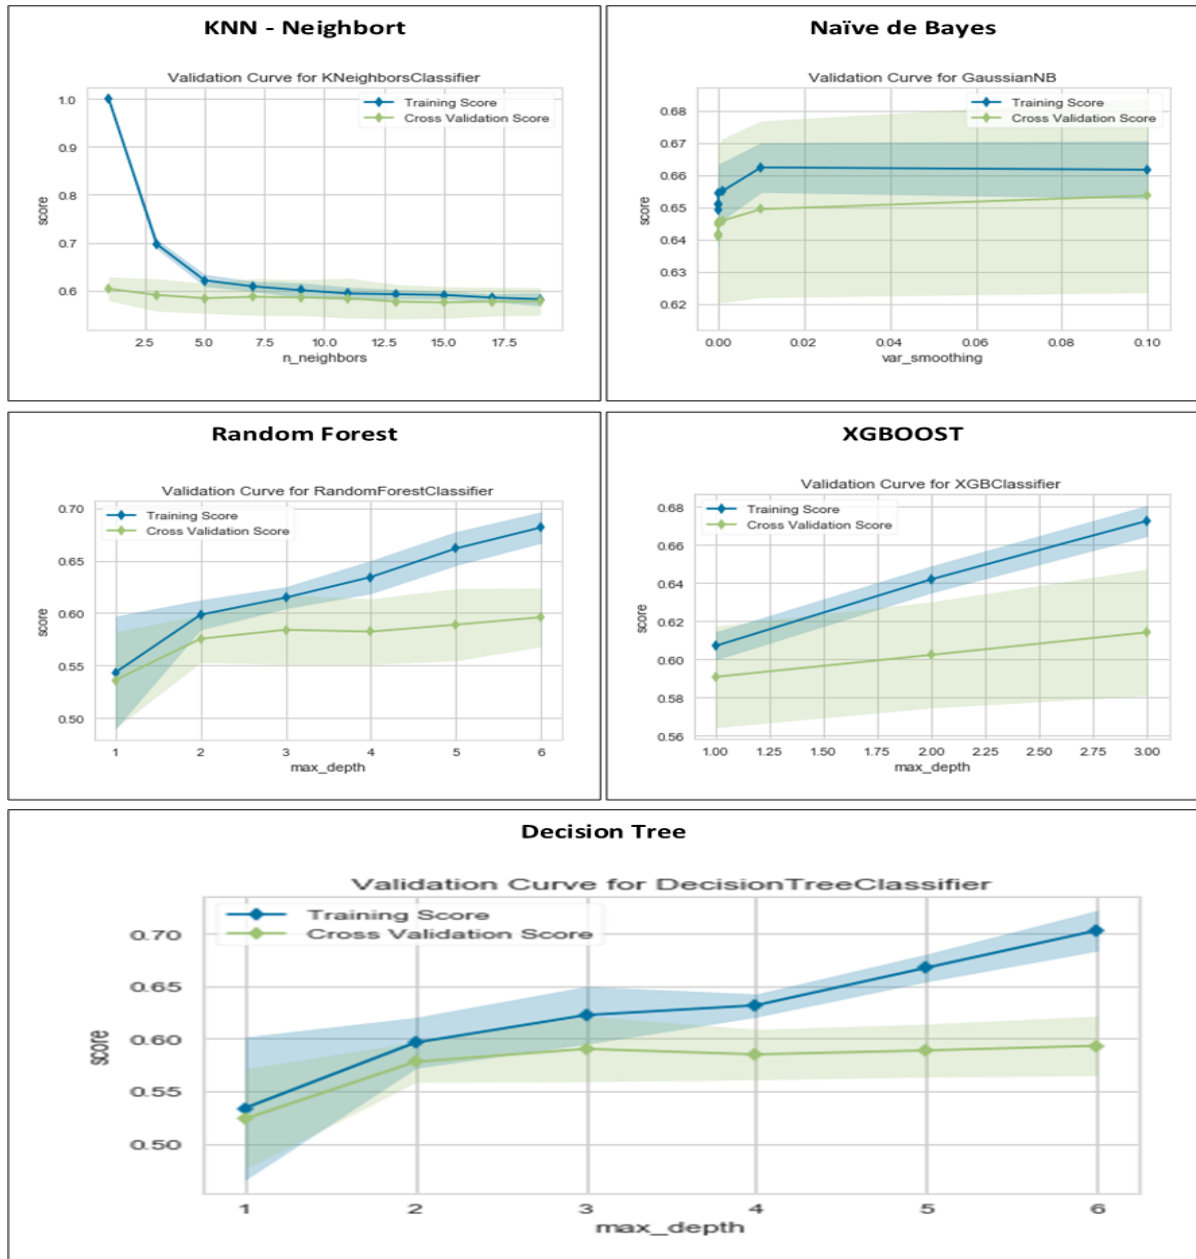 KNN - Neighbort
Validation Curve for KNeighborsClassifier
Training Score
Cross Validation Score
1.0
0.9
0.8
0.7
0.6
score
2.5 5.0 7.5 10.0 12.5 15.0 17.5
n_neighbors
Naïve de Bayes
Validation Curve for GaussianNB
Training Score
Cross Validation Score
0.68
0.67
0.66
0.65
0.64
0.63
0.62
score
0.00 0.02 0.04 0.06 0.08 0.10
var_smoothing
Random Forest
Validation Curve for RandomForestClassifier
Training Score
Cross Validation Score
0.70
0.65
0.60
0.55
0.50
score
1 2 3 4 5 6
max_depth
XGBOOST
Validation Curve for XGBClassifier
Training Score
Cross Validation Score
0.68
0.66
0.64
0.62
0.60
0.58
0.56
score
1.00 1.25 1.50 1.75 2.00 2.25 2.50 2.75 3.00
max_depth
Decision Tree
Validation Curve for DecisionTreeClassifier
Training Score
Cross Validation Score
0.70
0.65
0.60
0.55
0.50
score
1 2 3 4 5 6
max_depth